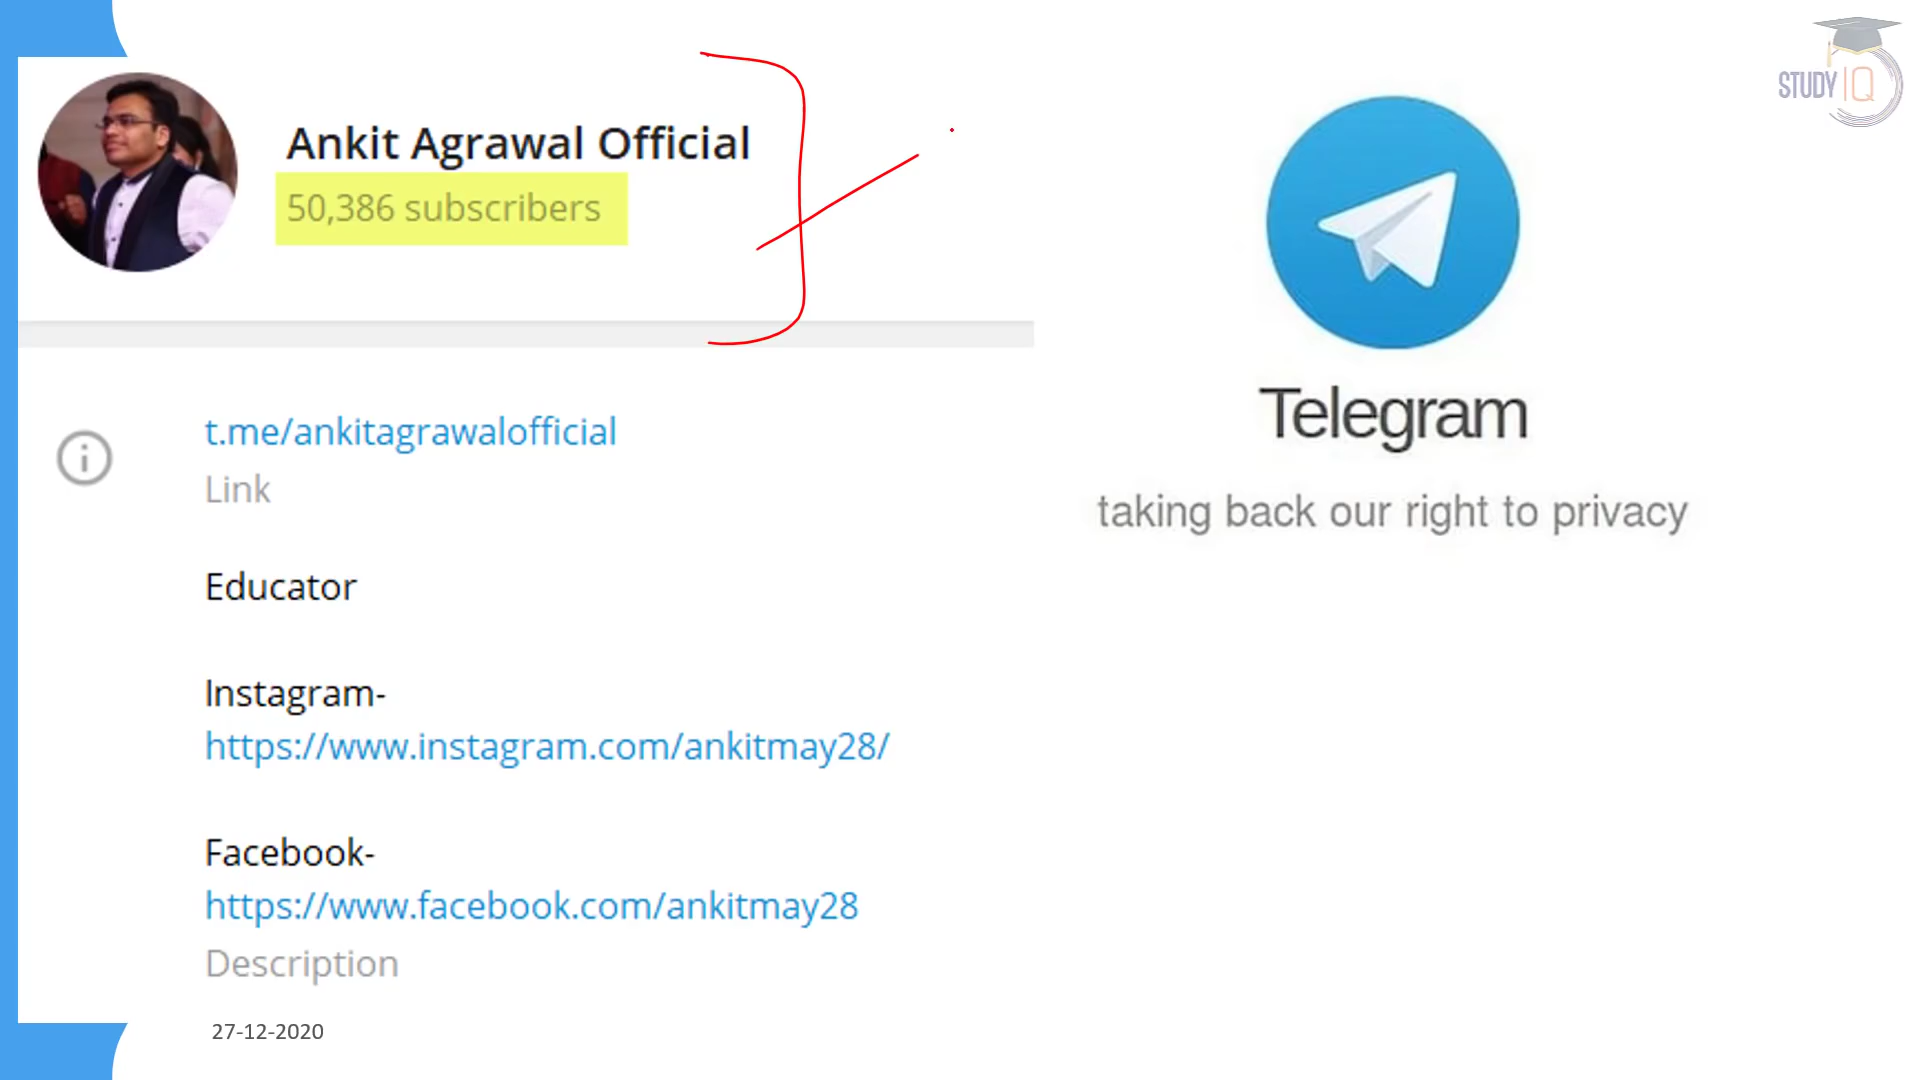 Ankit Agrawal Official
50,386 subscribers
t.me/ankitagrawalofficial
Link
Educator
Instagram-
https://www.instagram.com/ankitmay28/
Facebook-
https://www.facebook.com/ankitmay28
Description
27-12-2020
Telegram
taking back our right to privacy
STUDY IQ